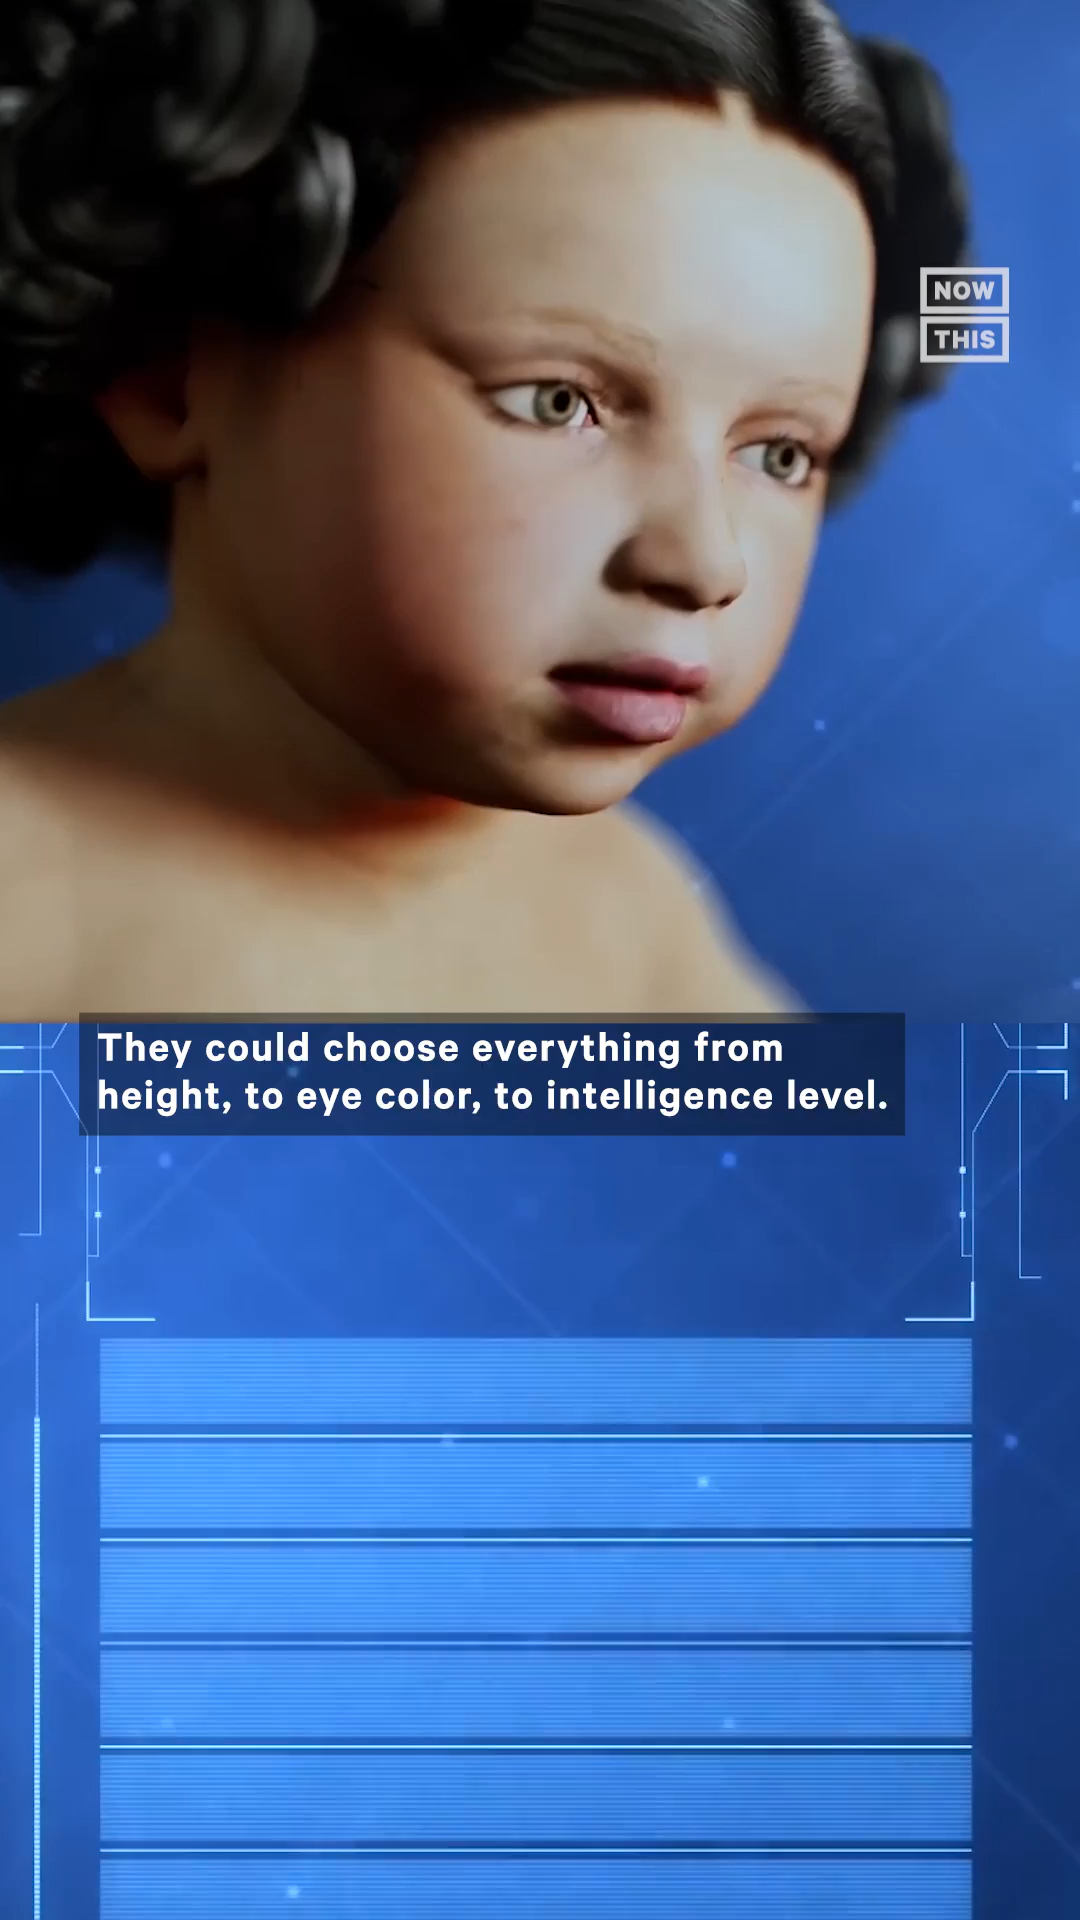 NOW
THIS
They could choose everything from
height, to eye color, to intelligence level.